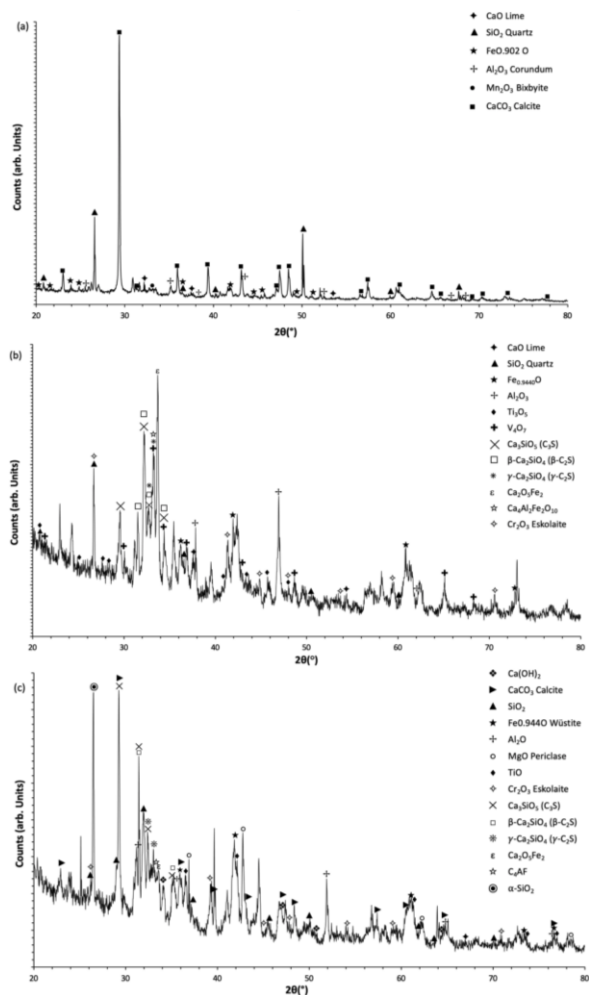 (a)
CaO Lime
SiO₂ Quartz
FeO.902 O
Al₂O₃ Corundum
Mn₂O₃ Bixbyite
CaCO₃ Calcite
Counts (arb. Units)
20 30 40 50 60 70 80
2θ(°)
(b)
CaO Lime
SiO₂ Quartz
Fe₀.₉₄₄₀O
Al₂O₃
Ti₃O₅
V₄O₇
Ca₃SiO₅ (C₃S)
β-Ca₂SiO₄ (β-C₂S)
γ-Ca₂SiO₄ (γ-C₂S)
Ca₂O₅Fe₂
Ca₄Al₂Fe₂O₁₀
Cr₂O₃ Eskolaite
Counts (arb. Units)
ε
20 30 40 50 60 70 80
2θ(°)
(c)
Ca(OH)₂
CaCO₃ Calcite
SiO₂
Fe0.944O Wüstite
Al₂O
MgO Periclase
TiO
Cr₂O₃ Eskolaite
Ca₃SiO₅ (C₃S)
β-Ca₂SiO₄ (β-C₂S)
γ-Ca₂SiO₄ (γ-C₂S)
ε Ca₂O₅Fe₂
C₄AF
α-SiO₂
Counts (arb. Units)
20 30 40 50 60 70 80
2θ(°)